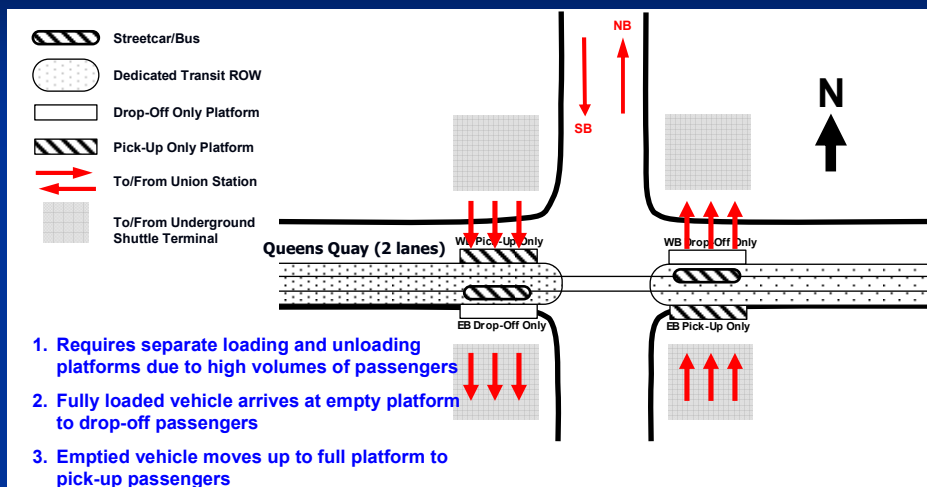 Streetcar/Bus
Dedicated Transit ROW
Drop-Off Only Platform
Pick-Up Only Platform
To/From Union Station
To/From Underground
Shuttle Terminal
NB
SB
N
Queens Quay (2 lanes)
WB Pick-Up Only
WB Drop-Off Only
EB Drop-Off Only
EB Pick-Up Only
1. Requires separate loading and unloading
platforms due to high volumes of passengers
2. Fully loaded vehicle arrives at empty platform
to drop-off passengers
3. Emptied vehicle moves up to full platform to
pick-up passengers